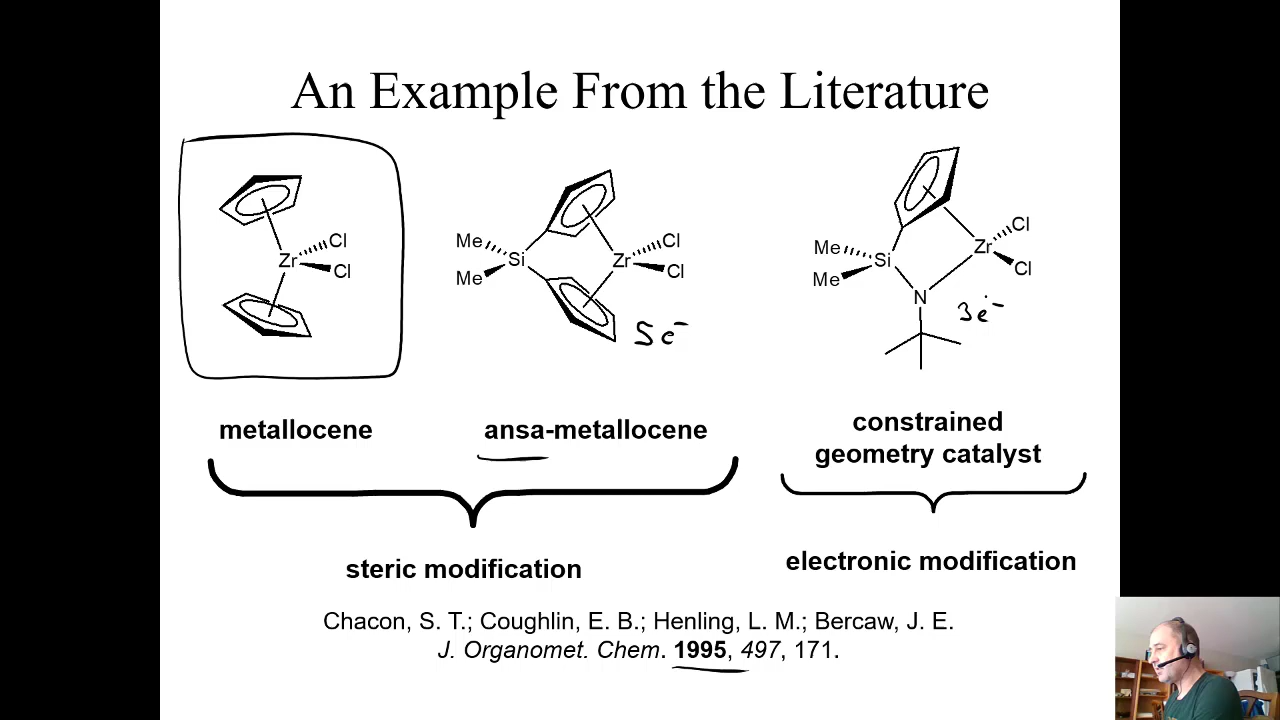 An Example From the Literature
Zr
Cl
Cl
Me
Me
Si
Zr
Cl
Cl
5e⁻
Me
Me
Si
Zr
Cl
Cl
N
3e⁻
metallocene
ansa-metallocene
constrained
geometry catalyst
steric modification
electronic modification
Chacon, S. T.; Coughlin, E. B.; Henling, L. M.; Bercaw, J. E.
J. Organomet. Chem. 1995, 497, 171.